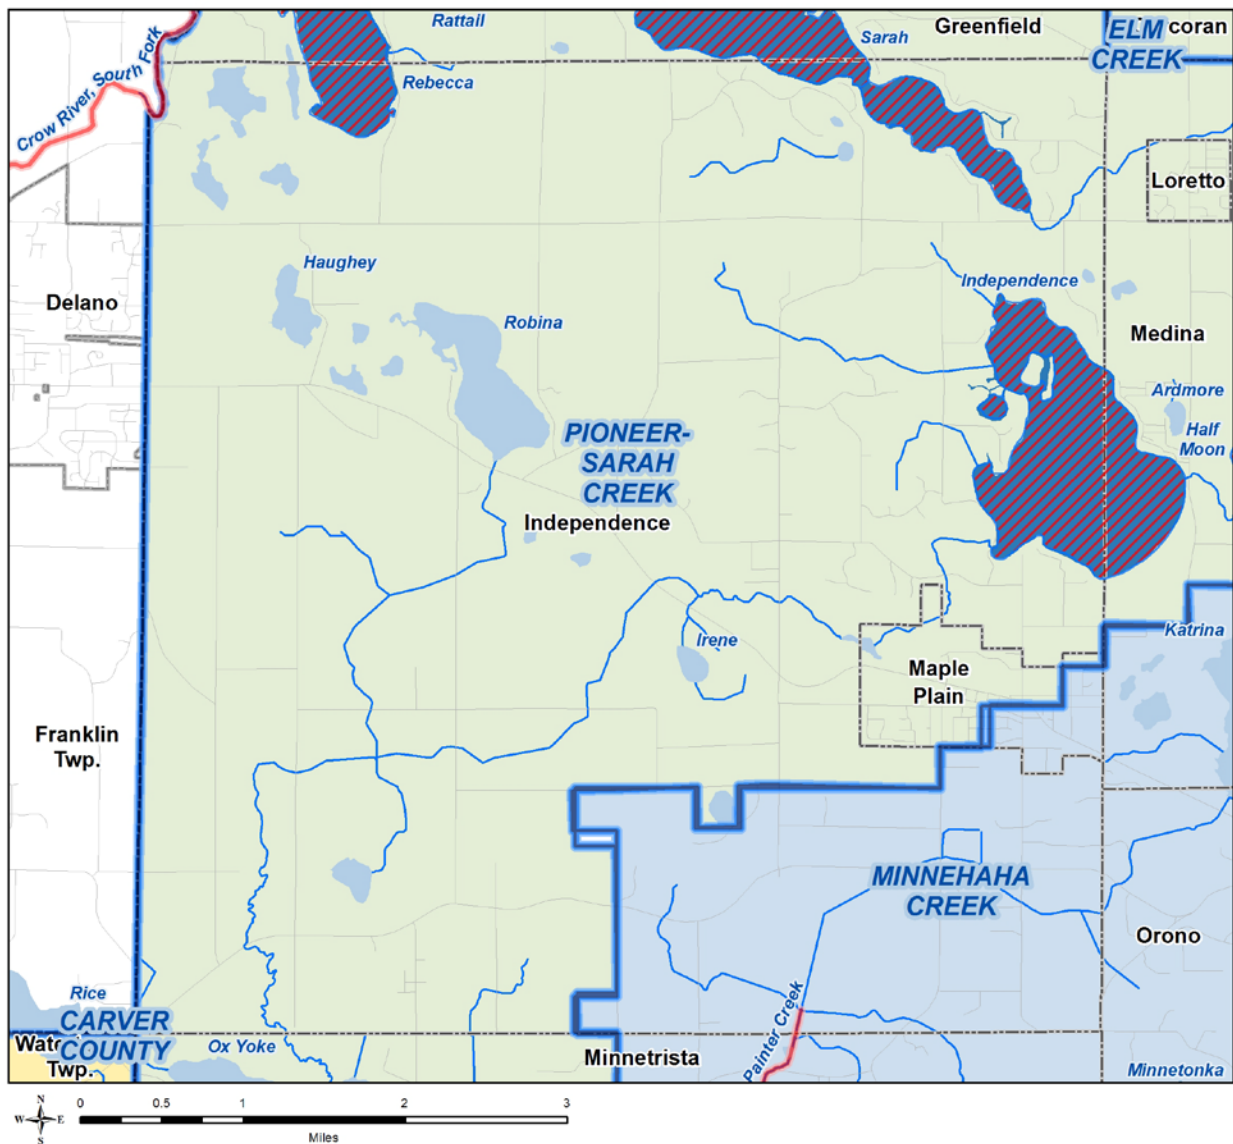 Rattail
Greenfield
coran
Sarah
ELM
CREEK
Crow River, South Fork
Rebecca
Loretto
Haughey
Independence
Delano
Robina
Medina
Ardmore
Half
Moon
PIONEER-
SARAH
CREEK
Independence
Irene
Katrina
Maple
Plain
Franklin
Twp.
MINNEHAHA
CREEK
Orono
Rice
CARVER
COUNTY
Wat
Twp.
Ox Yoke
Minnetrista
Painter Creek
Minnetonka
N
W E
S
0 0.5 1 2 3
Miles